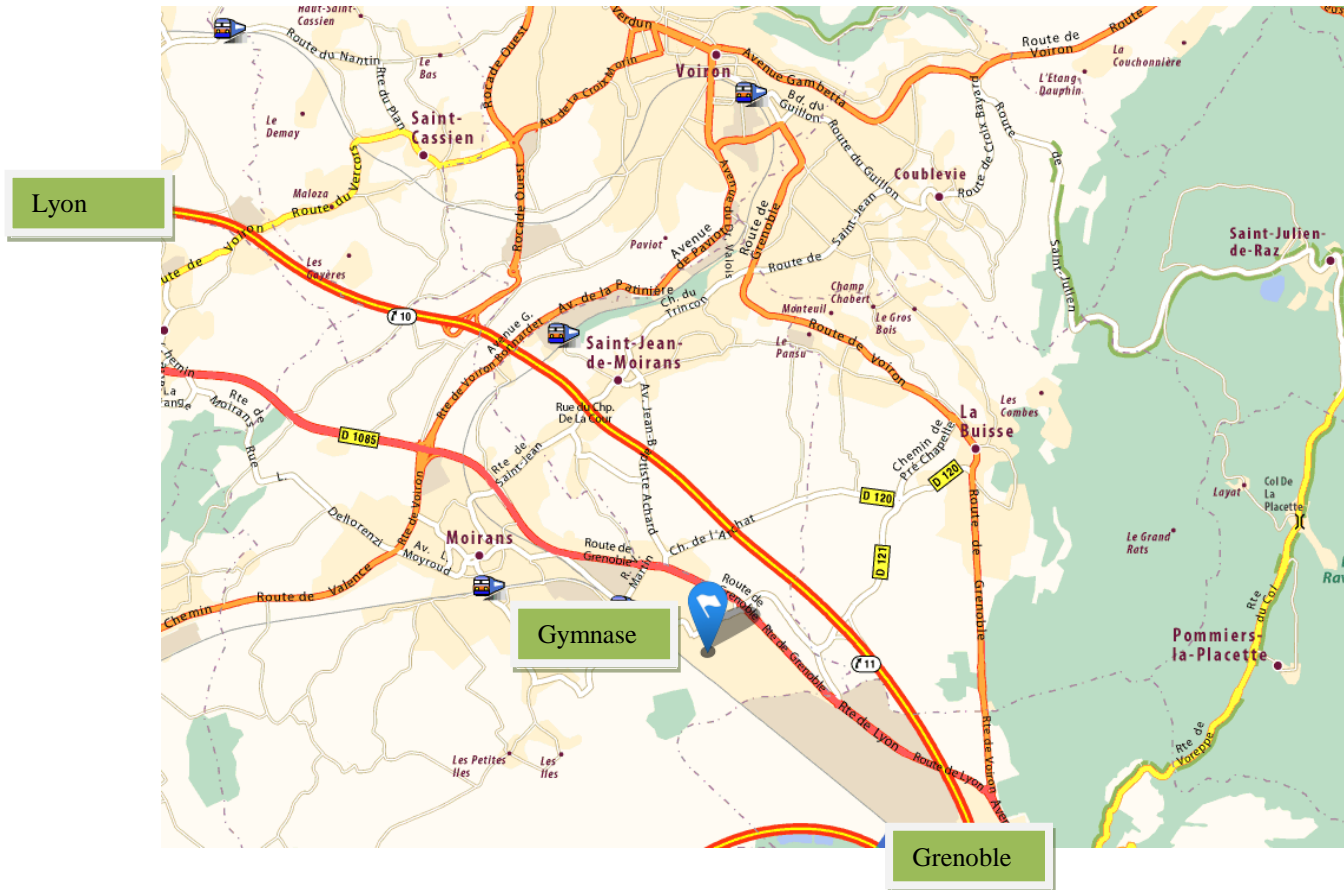 Haut-Saint-
Cassien
Route du Nantin
Rte du Plan
Le
Bas
Rocade Ouest
Av. de la Croix Morin
Voiron
Avenue Gambetta
Bd. du
Guillon
Route de
Voiron
Route
La
Couchonnière
L'Etang-
Dauphin
Le
Demay
Saint-
Cassien
Route du Guillon
Route de Croix Bayard
Route
de
Saint-Julien
Coublevie
Lyon
Maloza
Route du Vercors
Voiron
Rocade Ouest
Avenue du Dr. Valois
Route de
Grenoble
Route de
Saint-Jean
Saint-Julien-
de-Raz
Les
Gayères
Paviot
Avenue
de Paviot
Av. de la Patinière
Ch. du
Trincon
Champ
Chabert
Monteuil
Le Gros
Bois
10
Avenue G.
Rte de Voiron
Saint-Jean-
de-Moirans
Le
Pansu
Route de Voiron
Chemin
Moirans
Rte de
Rue du Chp.
De La Cour
Av. Jean-Baptiste-Achard
La
Buisse
Les
Combes
D 1085
Rue L.
Rte de
Saint-Jean
Chemin de
Pré Chapelle
D 120
D 120
Layat
Col De
La
Placette
Rte de Voiron
Moirans
Av. L.
Moyroud
Route de
Grenoble
R. V.
Martin
Ch. de l'Archat
D 121
Route de Grenoble
Le Grand
Rats
Chemin
Route de Valence
Gymnase
Route de
Grenoble
Rte de Grenoble
11
Rte
du Col
Pommiers-
la-Placette
Rte de Lyon
Route de Lyon
Rte de Voiron
Les Petites
Iles
Les
Iles
Rte de
Voreppe
Grenoble